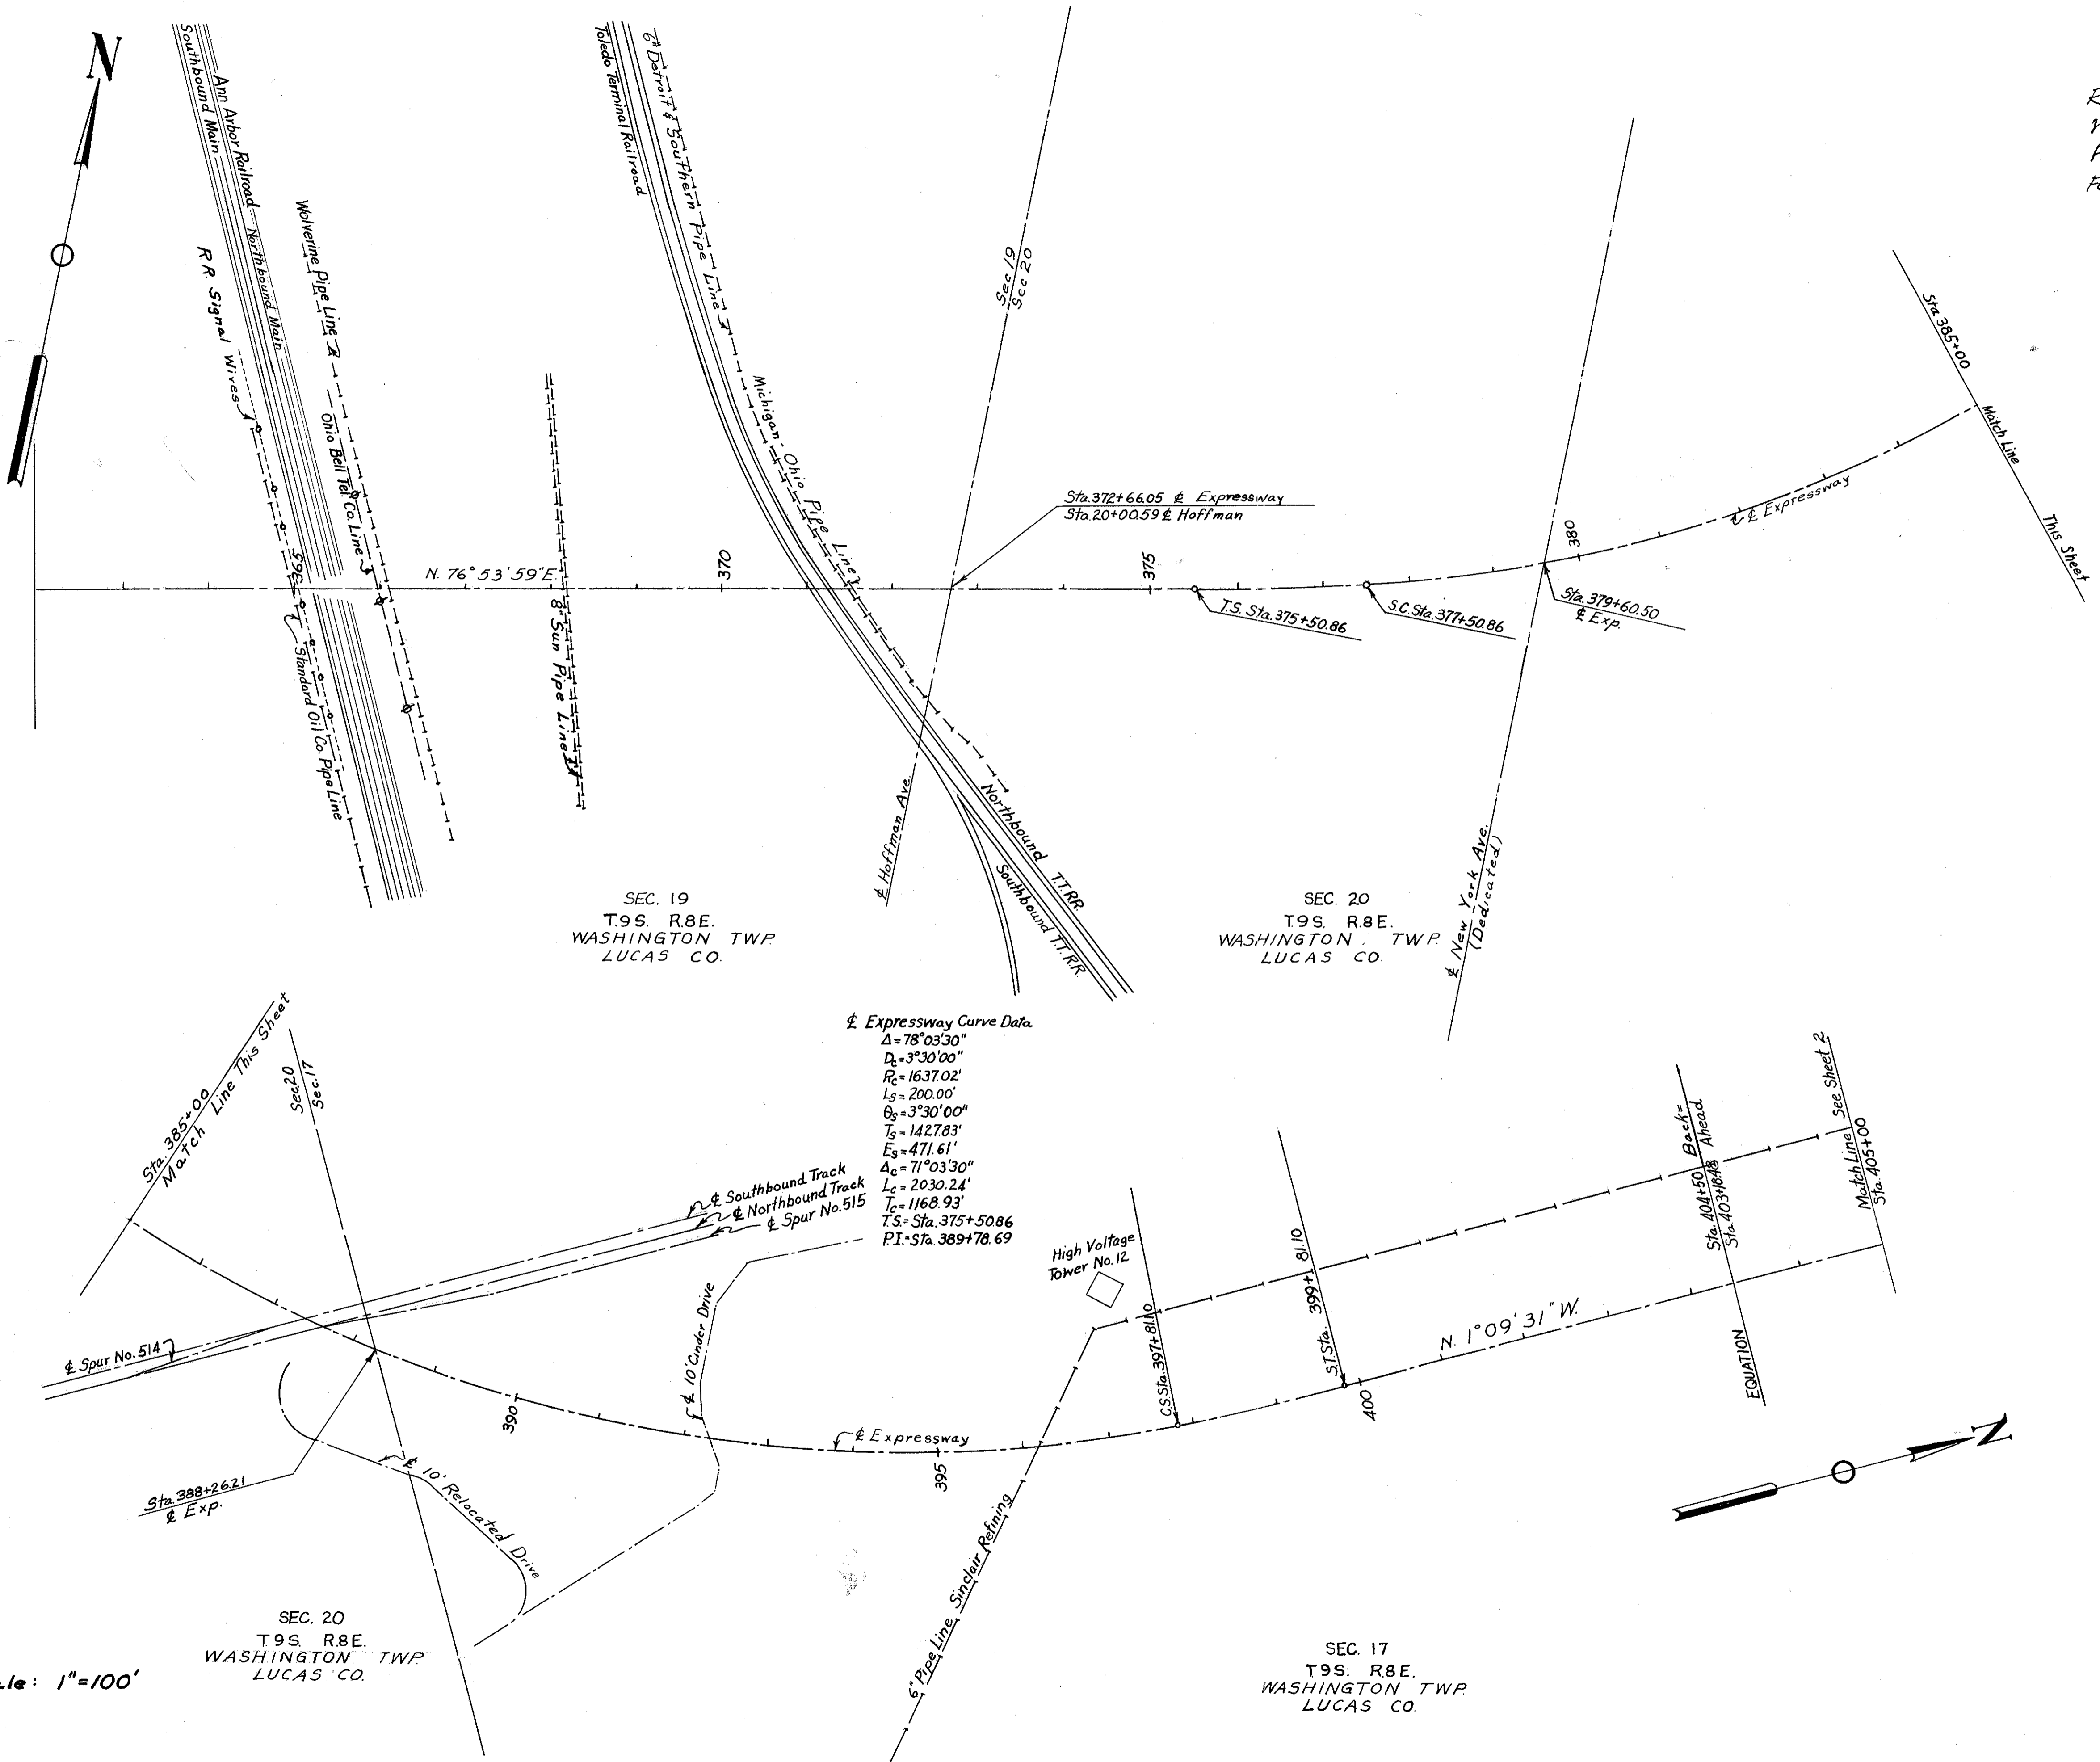 N
Southbound Main
Ann Arbor Railroad
Northbound Main
R.R. Signal Wires
Wolverine Pipe Line
Ohio Bell Tel. Co. Line
Standard Oil Co. Pipe Line
365
N. 76°53'59"E.
8" Sun Pipe Line
Toledo Terminal Railroad
6" Detroit & Southern Pipe Line
Michigan-Ohio Pipe Line
370
Sec 19
Sec 20
Sta. 372+66.05 ℄ Expressway
Sta. 20+00.59 ℄ Hoffman
375
T.S. Sta. 375+50.86
S.C. Sta. 377+50.86
Sta. 379+60.50
℄ Exp.
380
℄ Expressway
Sta 385+00
Match Line
This Sheet
℄ Hoffman Ave.
Northbound T.T.RR.
Southbound T.T.RR.
℄ New York Ave.
(Dedicated)
SEC. 19
T.9S. R.8E.
WASHINGTON TWP.
LUCAS CO.
SEC. 20
T.9S. R.8E.
WASHINGTON TWP.
LUCAS CO.
Sta. 385+00
Match Line This Sheet
Sec.20
Sec.17
℄ Expressway Curve Data
Δ=78°03'30"
Dc=3°30'00"
Rc=1637.02'
Ls=200.00'
θs=3°30'00"
Ts=1427.83'
Es=471.61'
Δc=71°03'30"
Lc=2030.24'
Tc=1168.93'
T.S.=Sta. 375+50.86
P.I.=Sta. 389+78.69
℄ Southbound Track
℄ Northbound Track
℄ Spur No. 515
℄ Spur No. 514
℄ 10' Cinder Drive
High Voltage
Tower No. 12
C.S. Sta. 397+81.10
S.T. Sta. 399+81.10
Sta. 404+50 Back=
Sta. 403+18.48 Ahead
EQUATION
Match Line See Sheet 2
Sta. 405+00
N. 1°09'31" W.
390
395
400
℄ Expressway
Sta. 388+26.21
℄ Exp.
℄ 10' Relocated Drive
6" Pipe Line Sinclair Refining
N
SEC. 20
T.9S. R.8E.
WASHINGTON TWP.
LUCAS CO.
SEC. 17
T.9S. R.8E.
WASHINGTON TWP.
LUCAS CO.
le: 1"=100'